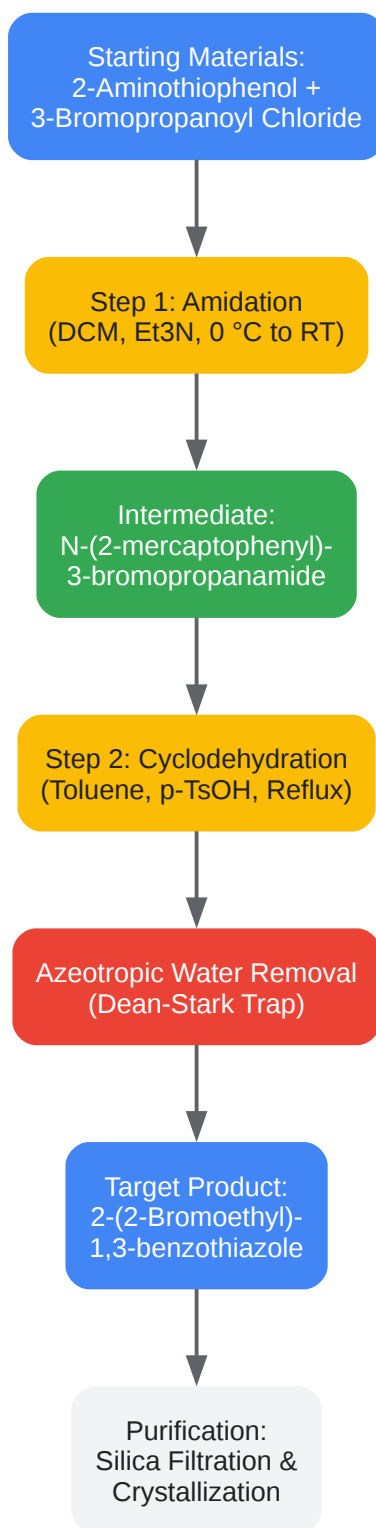 Starting Materials:
2-Aminothiophenol +
3-Bromopropanoyl Chloride
Step 1: Amidation
(DCM, Et3N, 0 °C to RT)
Intermediate:
N-(2-mercaptophenyl)-
3-bromopropanamide
Step 2: Cyclodehydration
(Toluene, p-TsOH, Reflux)
Azeotropic Water Removal
(Dean-Stark Trap)
Target Product:
2-(2-Bromoethyl)-
1,3-benzothiazole
Purification:
Silica Filtration &
Crystallization